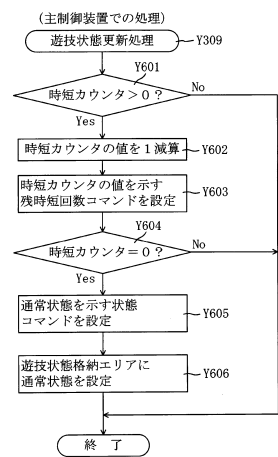 (主制御装置での処理)
遊技状態更新処理
Y309
Y601
時短カウンタ>0?
No
Yes
時短カウンタの値を1減算
Y602
時短カウンタの値を示す
残時短回数コマンドを設定
Y603
Y604
時短カウンタ=0?
No
Yes
通常状態を示す状態
コマンドを設定
Y605
遊技状態格納エリアに
通常状態を設定
Y606
終 了